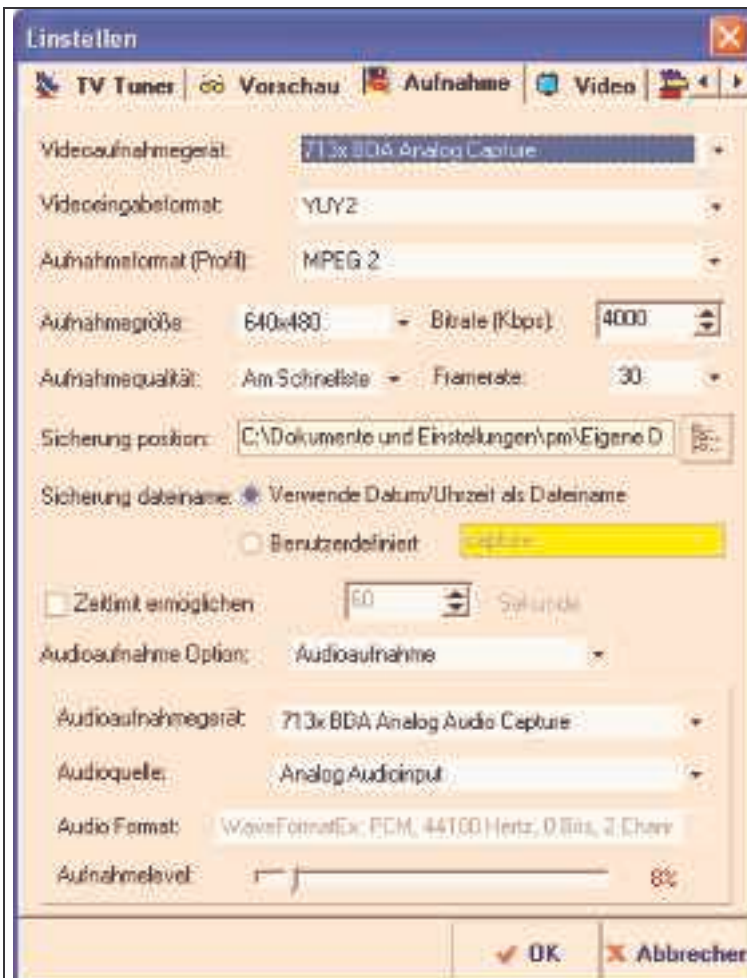 Linstellen
TV Tuner Vorschau Aufnahme Video
Videoaufnahmegerät: 713x BDA Analog Capture
Videoeingabeformat: YUY2
Aufnahmeformat (Profil): MPEG 2
Aufnahmegröße: 640x480 Bitrate (Kbps): 4000
Aufnahmequalität: Am Schnellste Framerate: 30
Sicherung position: C:\Dokumente und Einstellungen\pm\Eigene D
Sicherung dateiname: Verwende Datum/Uhrzeit als Dateiname
Benutzerdefiniert capture
Zeitlimit ermöglichen 60 Sekunde
Audioaufnahme Option: Audioaufnahme
Audioaufnahmegerät: 713x BDA Analog Audio Capture
Audioquelle: Analog Audioinput
Audio Format: WaveFormatEx: PCM, 44100 Hertz, 0 Bits, 2 Chann
Aufnahmelevel: 8%
OK Abbrechen